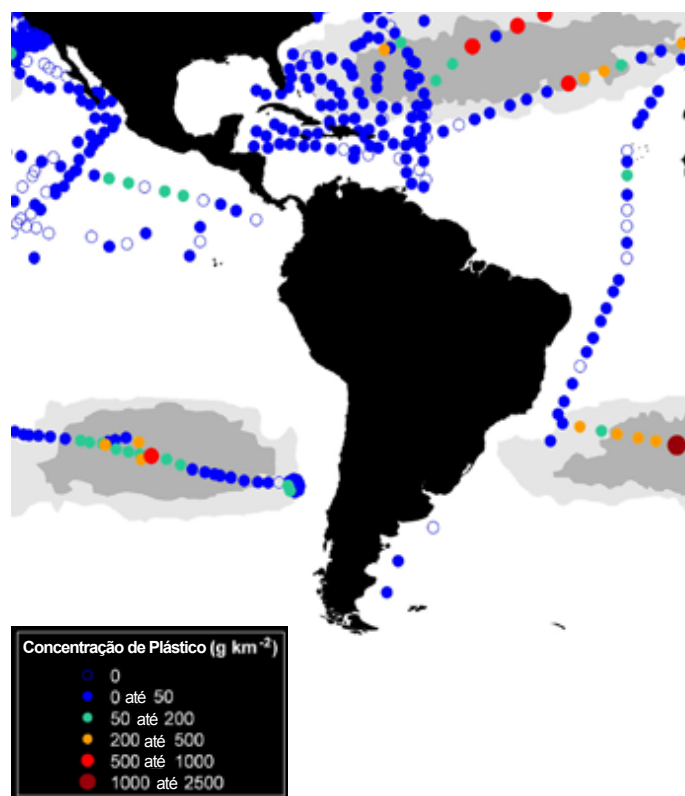 Concentração de Plástico (g km⁻²)
0
0 até 50
50 até 200
200 até 500
500 até 1000
1000 até 2500